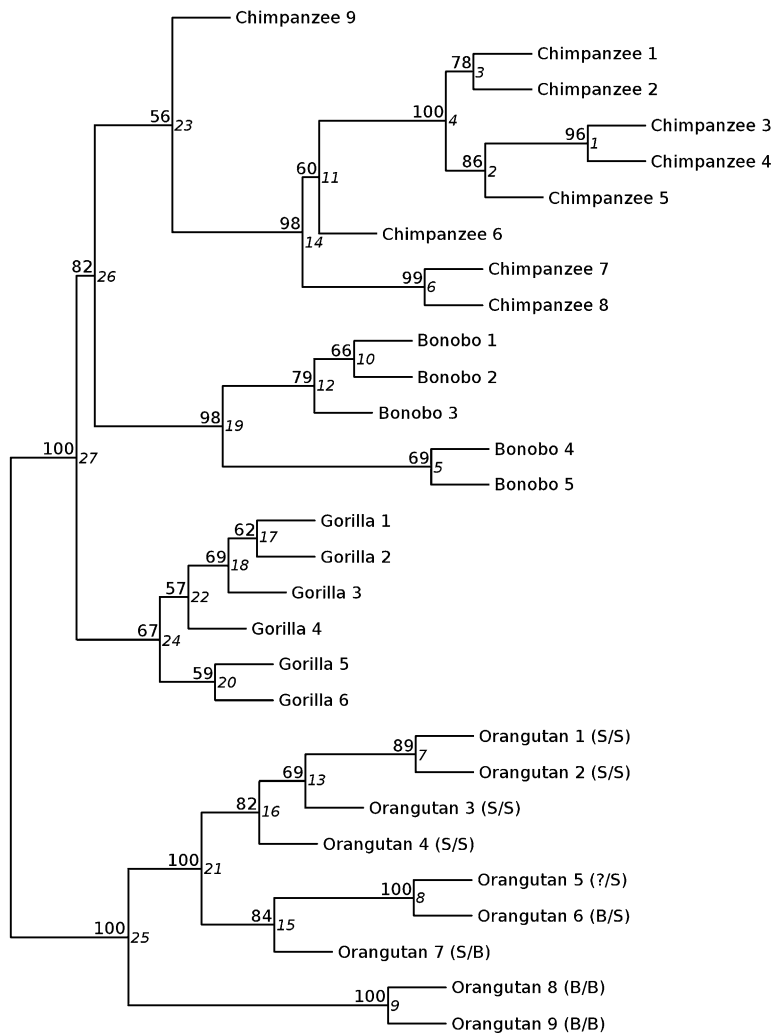 Chimpanzee 9
Chimpanzee 1
78
3
Chimpanzee 2
100
4
Chimpanzee 3
96
1
56
23
86
2
Chimpanzee 4
60
11
Chimpanzee 5
98
14
Chimpanzee 6
Chimpanzee 7
82
26
99
6
Chimpanzee 8
Bonobo 1
66
10
Bonobo 2
79
12
Bonobo 3
98
19
Bonobo 4
100
27
69
5
Bonobo 5
Gorilla 1
62
17
Gorilla 2
69
18
Gorilla 3
57
22
Gorilla 4
67
24
Gorilla 5
59
20
Gorilla 6
Orangutan 1 (S/S)
89
7
Orangutan 2 (S/S)
69
13
Orangutan 3 (S/S)
82
16
Orangutan 4 (S/S)
100
21
Orangutan 5 (?/S)
100
8
Orangutan 6 (B/S)
84
15
100
25
Orangutan 7 (S/B)
Orangutan 8 (B/B)
100
9
Orangutan 9 (B/B)